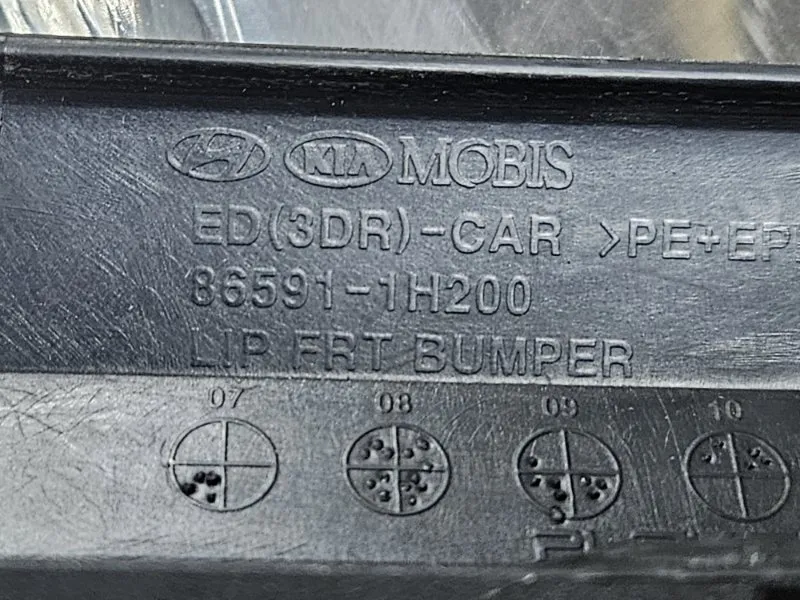 KIA MOBIS
ED(3DR)-CAR >PE+EP
86591-1H200
LIP FRT BUMPER
07 08 09 10